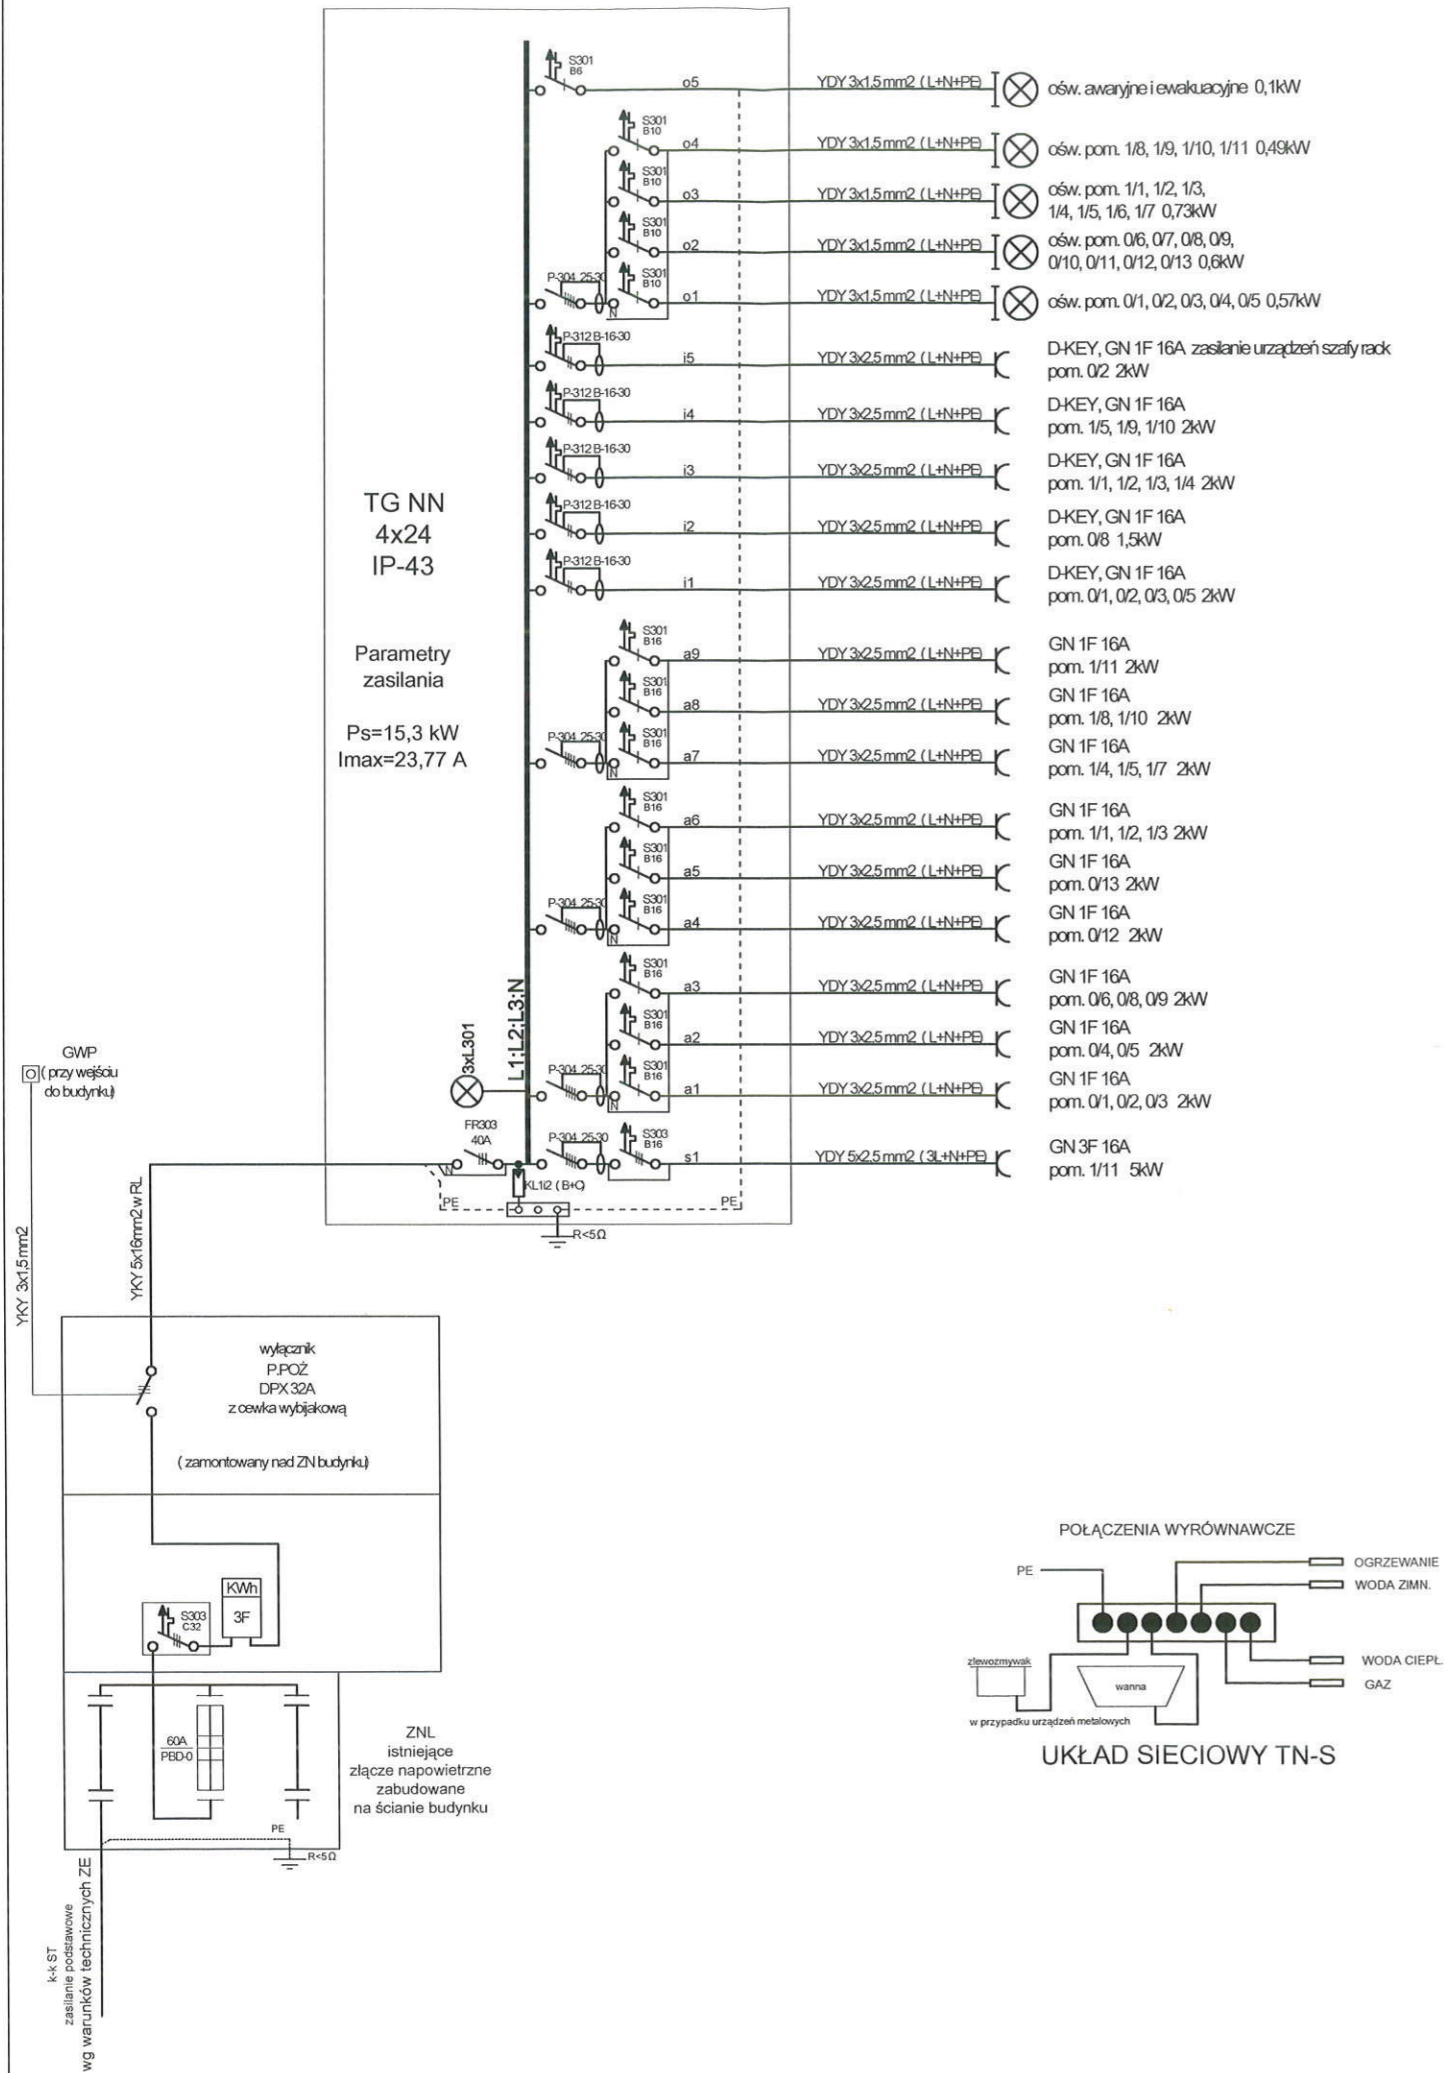 S301
B6
o5
YDY 3x1,5 mm2 ( L+N+PE)
ośw. awaryjne i ewakuacyjne 0,1kW
S301
B10
o4
YDY 3x1,5 mm2 ( L+N+PE)
ośw. pom. 1/8, 1/9, 1/10, 1/11 0,49kW
S301
B10
o3
YDY 3x1,5 mm2 ( L+N+PE)
ośw. pom. 1/1, 1/2, 1/3,
1/4, 1/5, 1/6, 1/7 0,73kW
S301
B10
o2
YDY 3x1,5 mm2 ( L+N+PE)
ośw. pom. 0/6, 0/7, 0/8, 0/9,
0/10, 0/11, 0/12, 0/13 0,6kW
P-304 25-30
S301
B10
N
o1
YDY 3x1,5 mm2 ( L+N+PE)
ośw. pom. 0/1, 0/2, 0/3, 0/4, 0/5 0,57kW
P-312 B-16-30
i5
YDY 3x2,5 mm2 ( L+N+PE)
D-KEY, GN 1F 16A zasilanie urządzeń szafy rack
pom. 0/2 2kW
P-312 B-16-30
i4
YDY 3x2,5 mm2 ( L+N+PE)
D-KEY, GN 1F 16A
pom. 1/5, 1/9, 1/10 2kW
P-312 B-16-30
i3
YDY 3x2,5 mm2 ( L+N+PE)
D-KEY, GN 1F 16A
pom. 1/1, 1/2, 1/3, 1/4 2kW
P-312 B-16-30
i2
YDY 3x2,5 mm2 ( L+N+PE)
D-KEY, GN 1F 16A
pom. 0/8 1,5kW
P-312 B-16-30
i1
YDY 3x2,5 mm2 ( L+N+PE)
D-KEY, GN 1F 16A
pom. 0/1, 0/2, 0/3, 0/5 2kW
TG NN
4x24
IP-43
Parametry
zasilania
Ps=15,3 kW
Imax=23,77 A
S301
B16
a9
YDY 3x2,5 mm2 ( L+N+PE)
GN 1F 16A
pom. 1/11 2kW
S301
B16
a8
YDY 3x2,5 mm2 ( L+N+PE)
GN 1F 16A
pom. 1/8, 1/10 2kW
P-304 25-30
S301
B16
N
a7
YDY 3x2,5 mm2 ( L+N+PE)
GN 1F 16A
pom. 1/4, 1/5, 1/7 2kW
S301
B16
a6
YDY 3x2,5 mm2 ( L+N+PE)
GN 1F 16A
pom. 1/1, 1/2, 1/3 2kW
S301
B16
a5
YDY 3x2,5 mm2 ( L+N+PE)
GN 1F 16A
pom. 0/13 2kW
P-304 25-30
S301
B16
N
a4
YDY 3x2,5 mm2 ( L+N+PE)
GN 1F 16A
pom. 0/12 2kW
S301
B16
a3
YDY 3x2,5 mm2 ( L+N+PE)
GN 1F 16A
pom. 0/6, 0/8, 0/9 2kW
S301
B16
a2
YDY 3x2,5 mm2 ( L+N+PE)
GN 1F 16A
pom. 0/4, 0/5 2kW
P-304 25-30
S301
B16
N
a1
YDY 3x2,5 mm2 ( L+N+PE)
GN 1F 16A
pom. 0/1, 0/2, 0/3 2kW
L1;L2;L3;N
3xL301
FR303
40A
N
P-304 25-30
S303
B16
s1
YDY 5x2,5 mm2 ( 3L+N+PE)
GN 3F 16A
pom. 1/11 5kW
KL1i2 ( B+C)
PE
PE
R<5Ω
GWP
( przy wejściu
do budynku)
YKY 3x1,5 mm2
YKY 5x16mm2 w RL
wyłącznik
P.POŻ
DPX 32A
z cewka wybijakową
( zamontowany nad ZN budynku)
KWh
3F
S303
C32
60A
PBD-0
ZNL
istniejące
złącze napowietrzne
zabudowane
na ścianie budynku
PE
R<5Ω
k-k ST
zasilanie podstawowe
wg warunków technicznych ZE
POŁĄCZENIA WYRÓWNAWCZE
PE
OGRZEWANIE
WODA ZIMN.
WODA CIEPŁ.
GAZ
zlewozmywak
wanna
w przypadku urządzeń metalowych
UKŁAD SIECIOWY TN-S